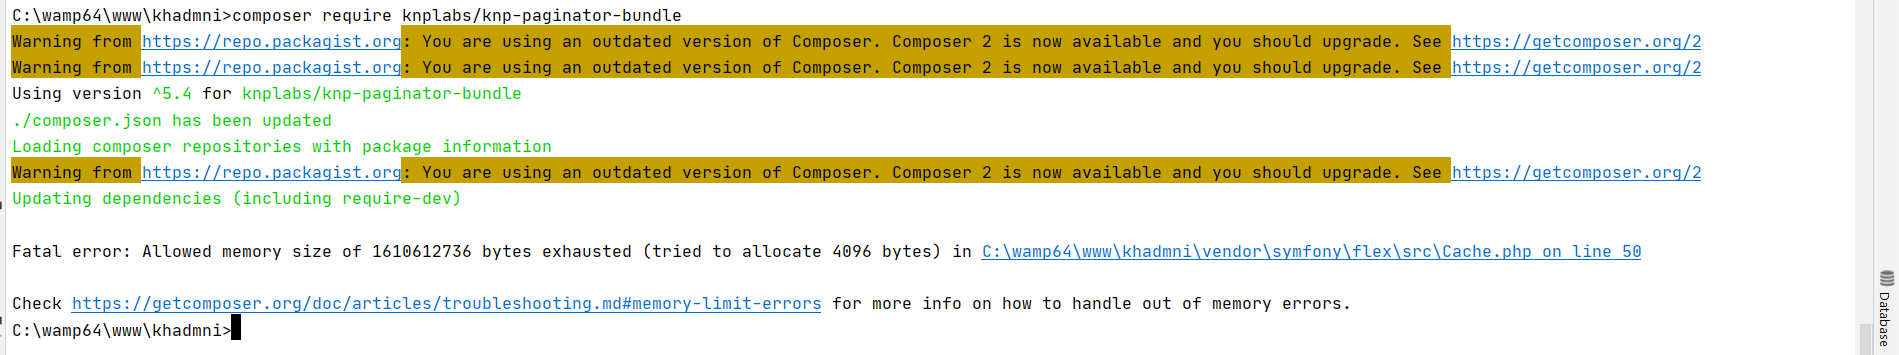 C:\wamp64\www\khadmni>composer require knplabs/knp-paginator-bundle
Warning from https://repo.packagist.org: You are using an outdated version of Composer. Composer 2 is now available and you should upgrade. See https://getcomposer.org/2
Warning from https://repo.packagist.org: You are using an outdated version of Composer. Composer 2 is now available and you should upgrade. See https://getcomposer.org/2
Using version ^5.4 for knplabs/knp-paginator-bundle
./composer.json has been updated
Loading composer repositories with package information
Warning from https://repo.packagist.org: You are using an outdated version of Composer. Composer 2 is now available and you should upgrade. See https://getcomposer.org/2
Updating dependencies (including require-dev)
Fatal error: Allowed memory size of 1610612736 bytes exhausted (tried to allocate 4096 bytes) in C:\wamp64\www\khadmni\vendor\symfony\flex\src\Cache.php on line 50
Check https://getcomposer.org/doc/articles/troubleshooting.md#memory-limit-errors for more info on how to handle out of memory errors.
C:\wamp64\www\khadmni>
Database